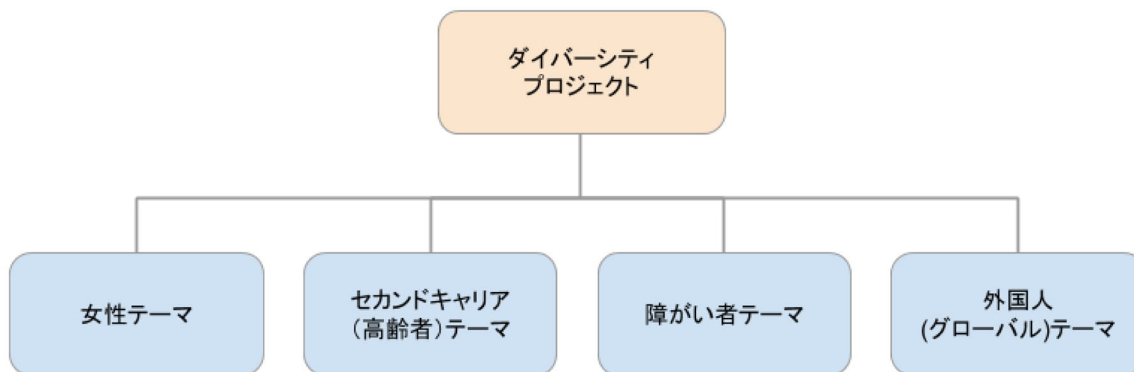 ダイバーシティ
プロジェクト
女性テーマ
セカンドキャリア
（高齢者）テーマ
障がい者テーマ
外国人
(グローバル)テーマ